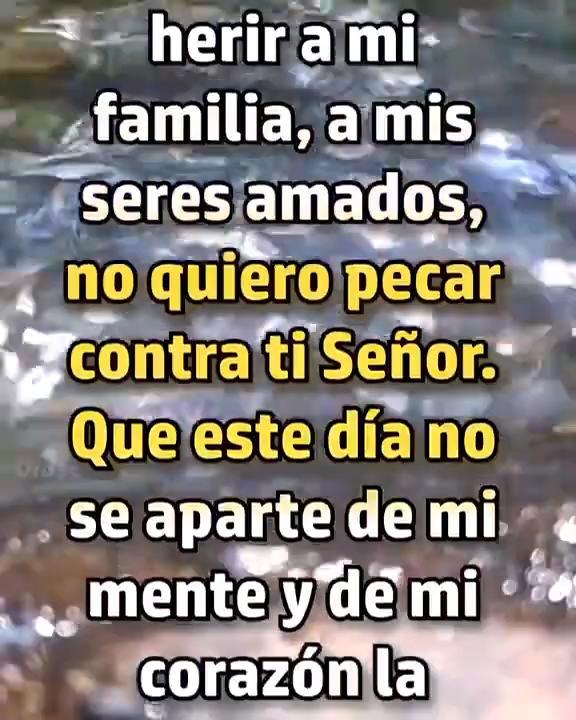 herir a mi
familia, a mis
seres amados,
no quiero pecar
contra ti Señor.
Que este día no
se aparte de mi
mente y de mi
corazón la